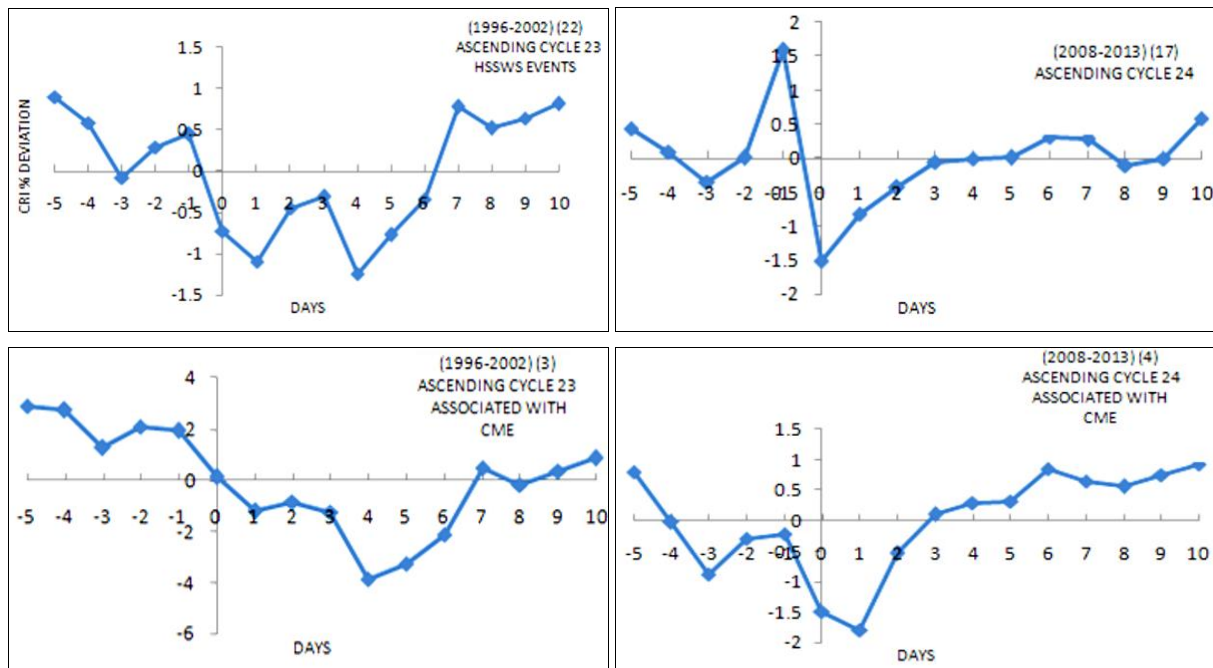 (1996-2002) (22)
ASCENDING CYCLE 23
HSSWS EVENTS
CRI % DEVIATION
1.5
1
0.5
0
-0.5
-1
-1.5
-5 -4 -3 -2 -1 0 1 2 3 4 5 6 7 8 9 10
DAYS
(2008-2013) (17)
ASCENDING CYCLE 24
2
1.5
1
0.5
0
-0.5
-1
-1.5
-2
-5 -4 -3 -2 -1 0 1 2 3 4 5 6 7 8 9 10
DAYS
(1996-2002) (3)
ASCENDING CYCLE 23
ASSOCIATED WITH
CME
4
2
0
-2
-4
-6
-5 -4 -3 -2 -1 0 1 2 3 4 5 6 7 8 9 10
DAYS
(2008-2013) (4)
ASCENDING CYCLE 24
ASSOCIATED WITH
CME
1.5
1
0.5
0
-0.5
-1
-1.5
-2
-5 -4 -3 -2 -1 0 1 2 3 4 5 6 7 8 9 10
DAYS